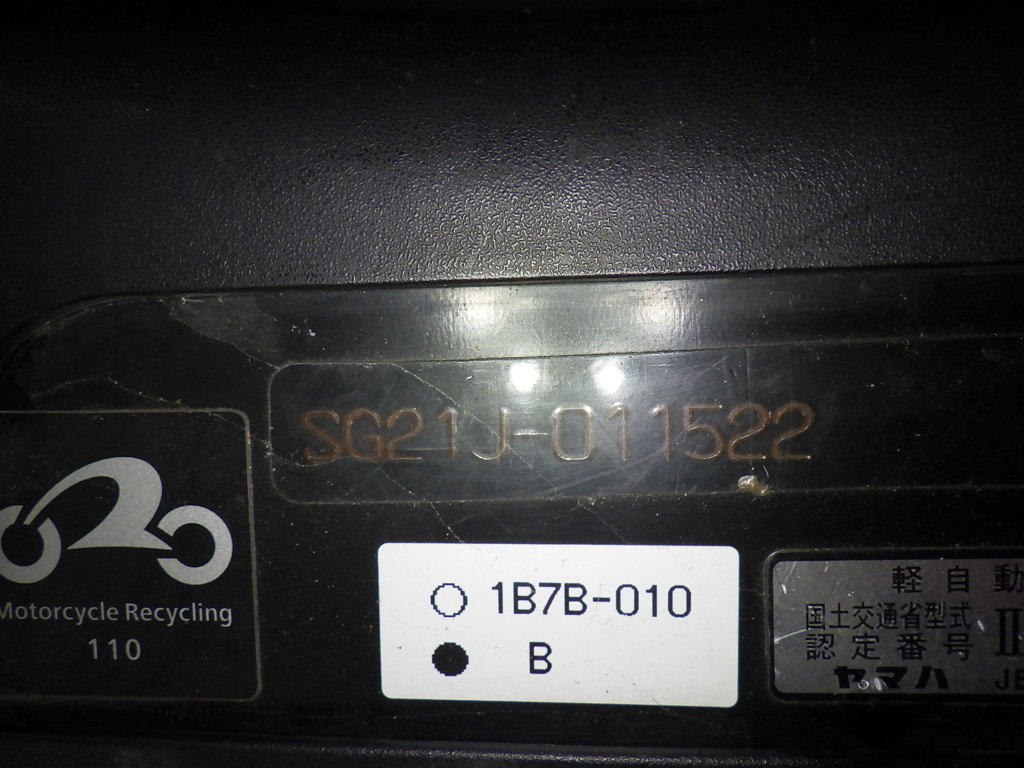 SG21J-011522
Motorcycle Recycling
110
○ 1B7B-010
● B
軽自動
国土交通省型式
認定番号 II
ヤマハ